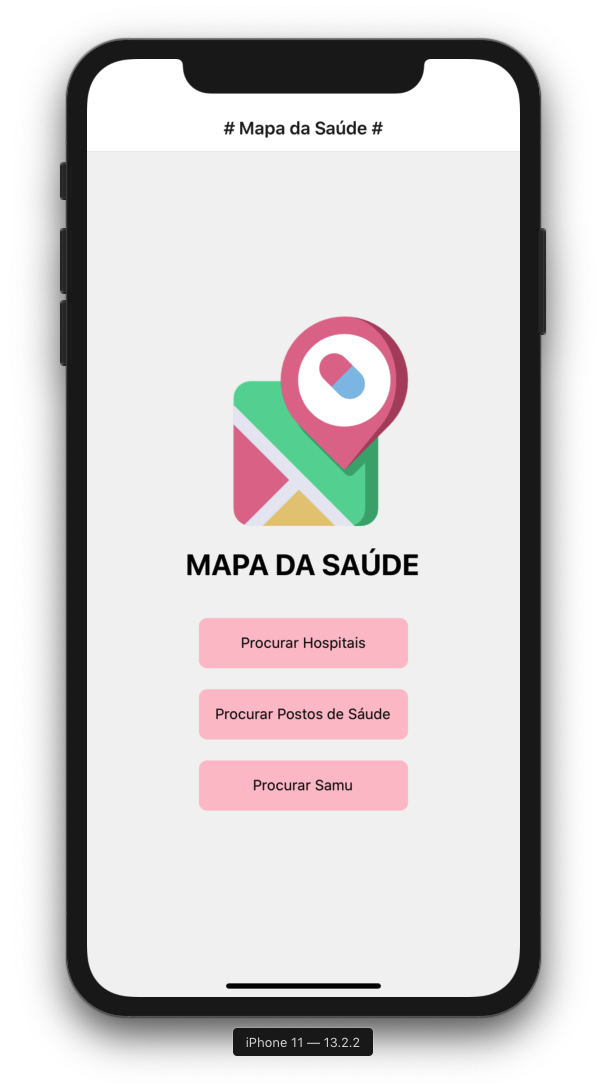 # Mapa da Saúde #
MAPA DA SAÚDE
Procurar Hospitais
Procurar Postos de Sáude
Procurar Samu
iPhone 11 — 13.2.2